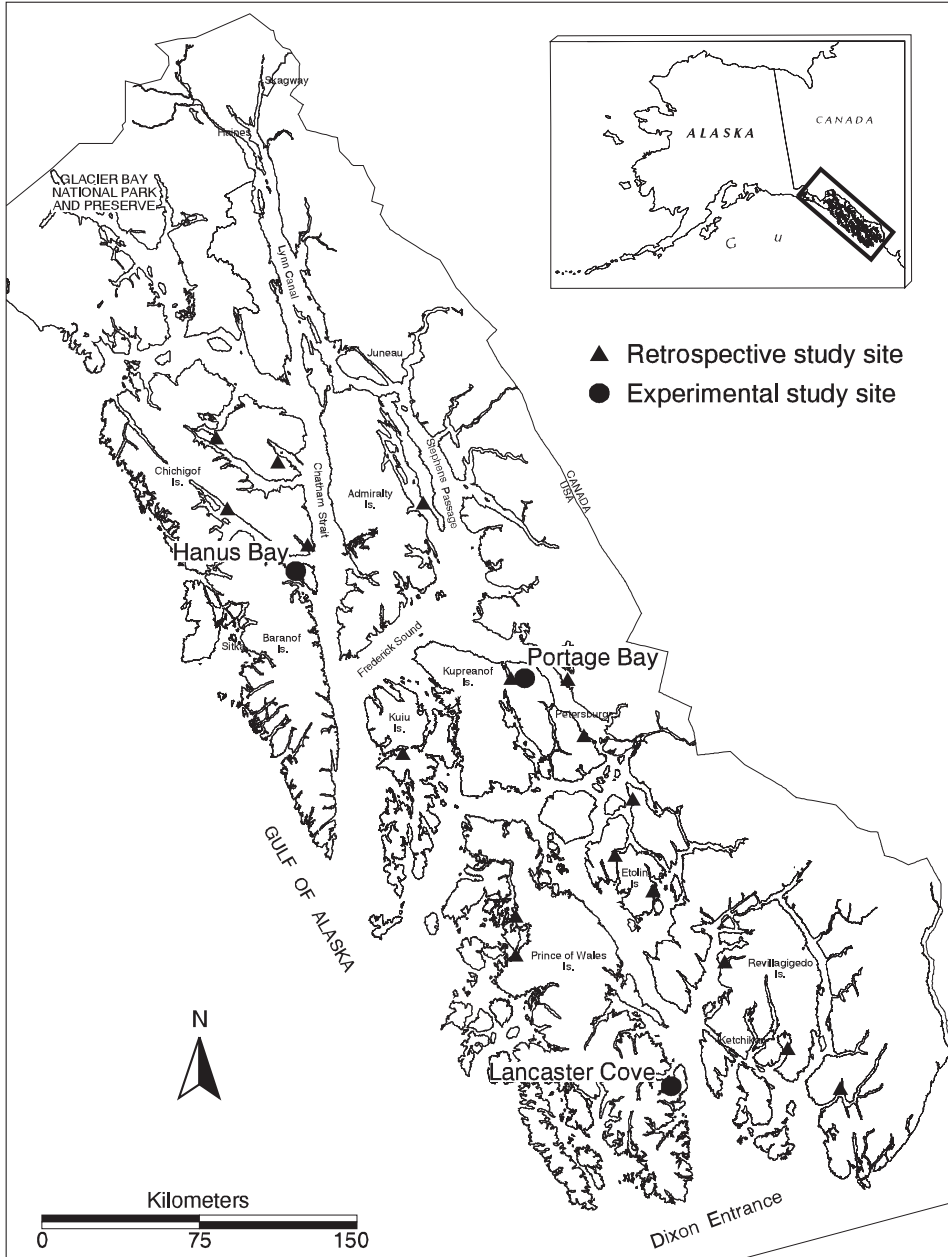 Skagway
Haines
GLACIER BAY
NATIONAL PARK
AND PRESERVE
Lynn Canal
Juneau
ALASKA
CANADA
G u
Retrospective study site
Experimental study site
Chichigof
Is.
Chatham Strait
Admiralty
Is.
Stephens Passage
CANADA
USA
Hanus Bay
Sitka
Baranof
Is.
Frederick Sound
Kupreanof
Is.
Portage Bay
Petersburg
Kuiu
Is.
GULF OF ALASKA
Etolin
Is
Prince of Wales
Is.
Revillagigedo
Is.
Ketchikan
Lancaster Cove
N
Kilometers
0 75 150
Dixon Entrance